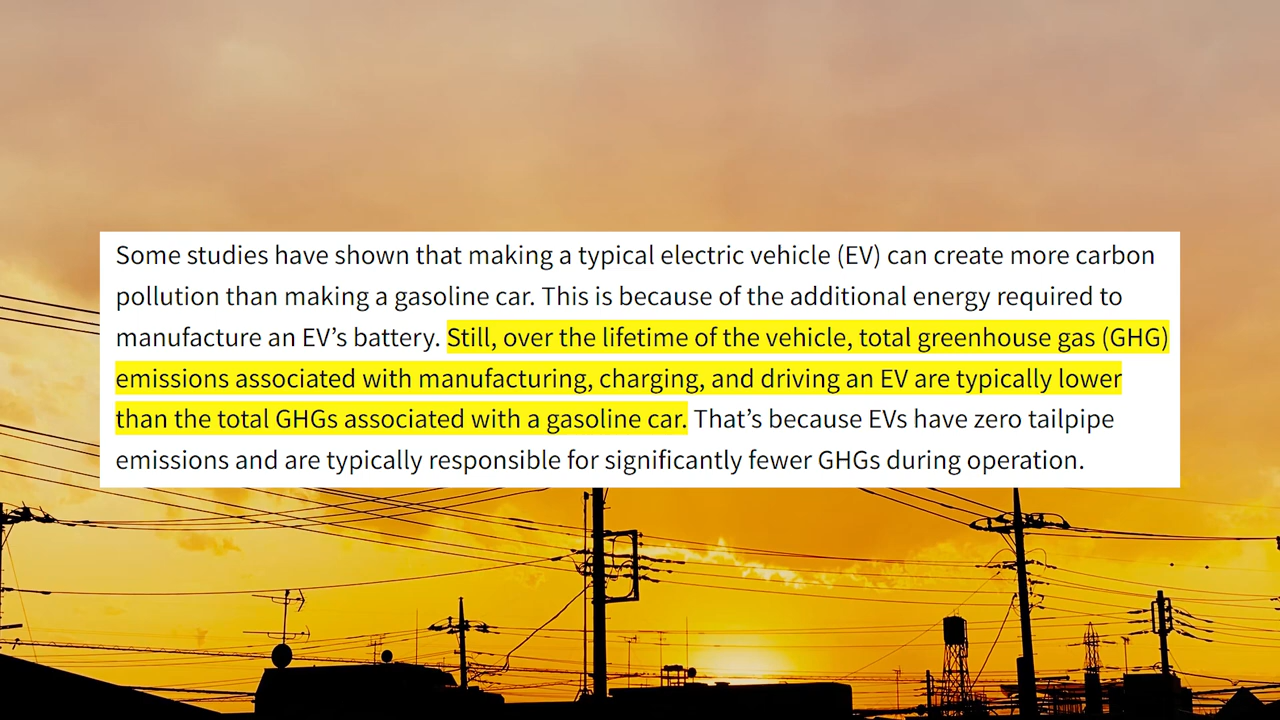 Some studies have shown that making a typical electric vehicle (EV) can create more carbon
pollution than making a gasoline car. This is because of the additional energy required to
manufacture an EV’s battery. Still, over the lifetime of the vehicle, total greenhouse gas (GHG)
emissions associated with manufacturing, charging, and driving an EV are typically lower
than the total GHGs associated with a gasoline car. That’s because EVs have zero tailpipe
emissions and are typically responsible for significantly fewer GHGs during operation.